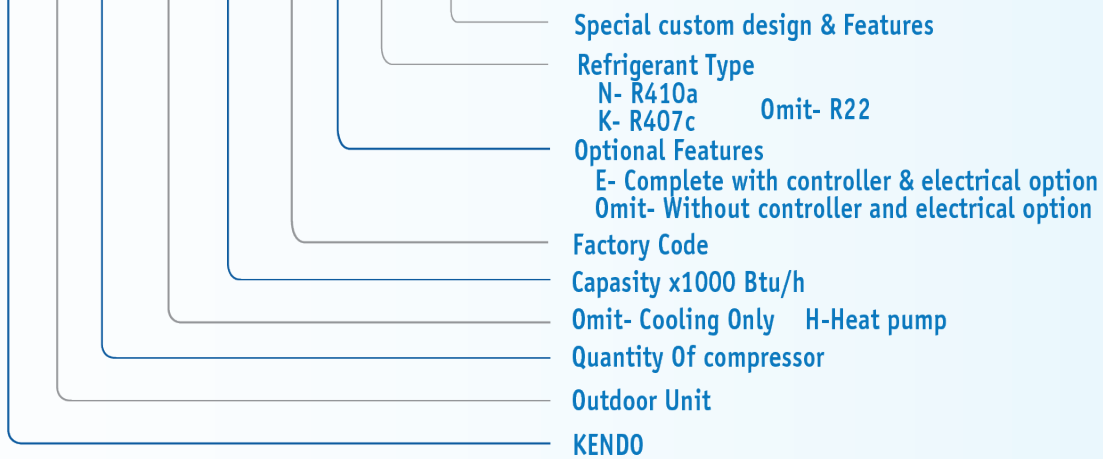 Special custom design & Features
Refrigerant Type
N- R410a
Omit- R22
K- R407c
Optional Features
E- Complete with controller & electrical option
Omit- Without controller and electrical option
Factory Code
Capasity x1000 Btu/h
Omit- Cooling Only H-Heat pump
Quantity Of compressor
Outdoor Unit
KENDO